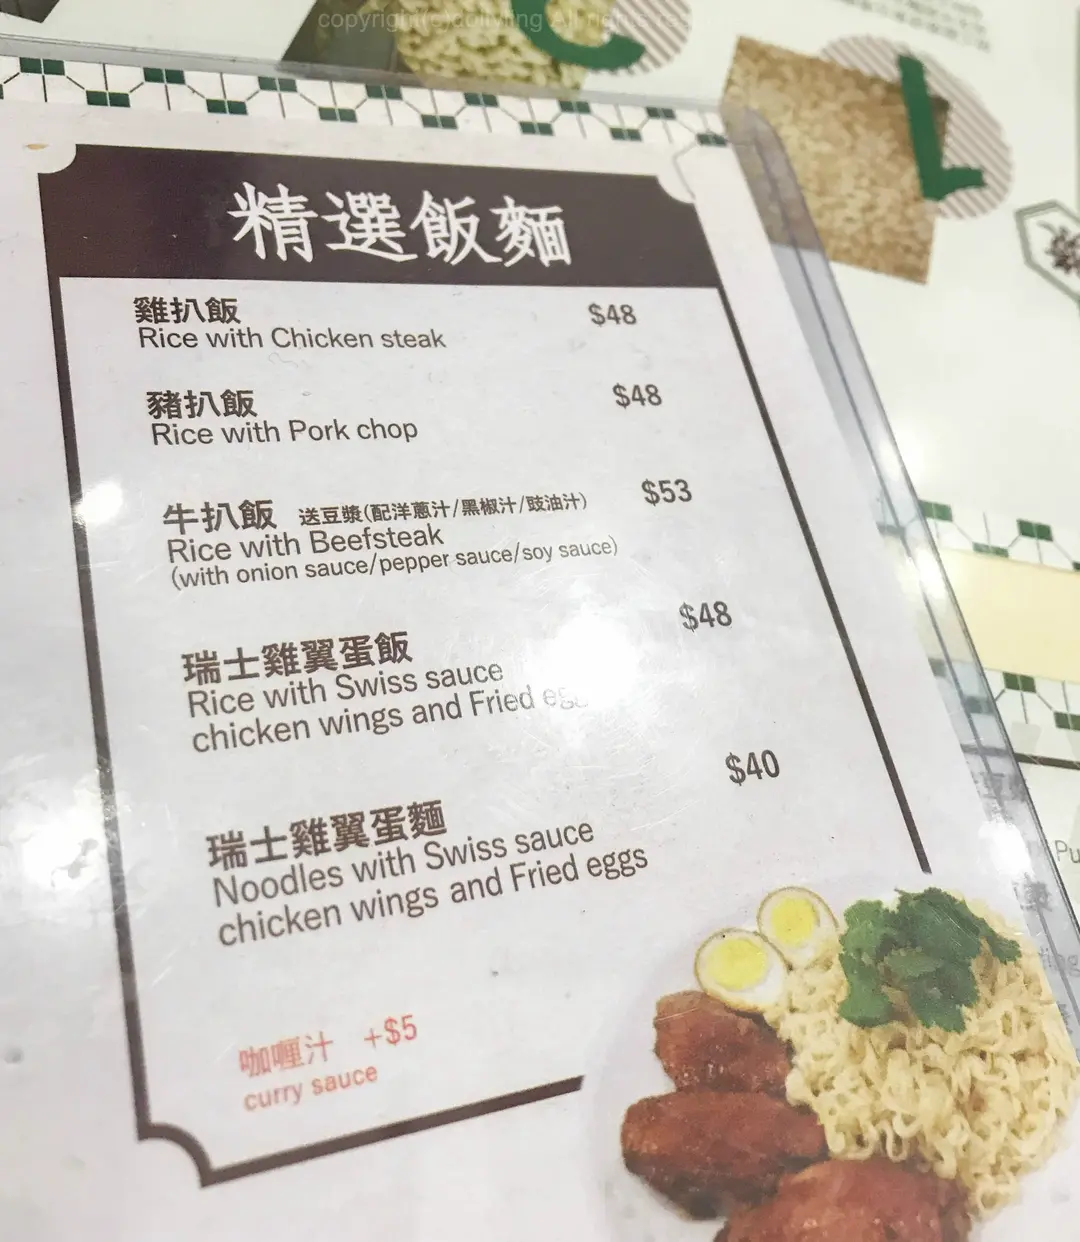 精選飯麵
雞扒飯 $48
Rice with Chicken steak
豬扒飯 $48
Rice with Pork chop
牛扒飯 送豆漿(配洋蔥汁/黑椒汁/豉油汁) $53
Rice with Beefsteak
(with onion sauce/pepper sauce/soy sauce)
瑞士雞翼蛋飯 $48
Rice with Swiss sauce
chicken wings and Fried
瑞士雞翼蛋麵 $40
Noodles with Swiss sauce
chicken wings and Fried eggs
咖喱汁 +$5
curry sauce